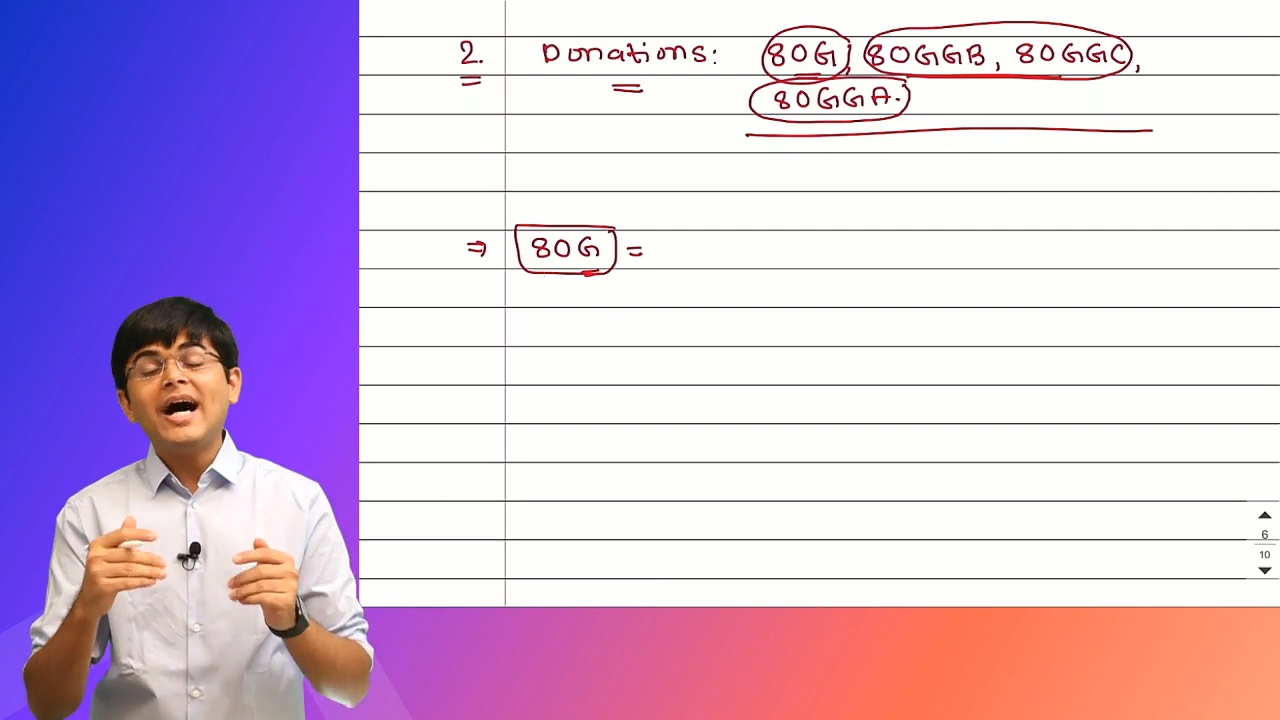 2. Donations: 80G, 80GGB, 80GGC,
80GGA.
⇒ 80G =
6
10